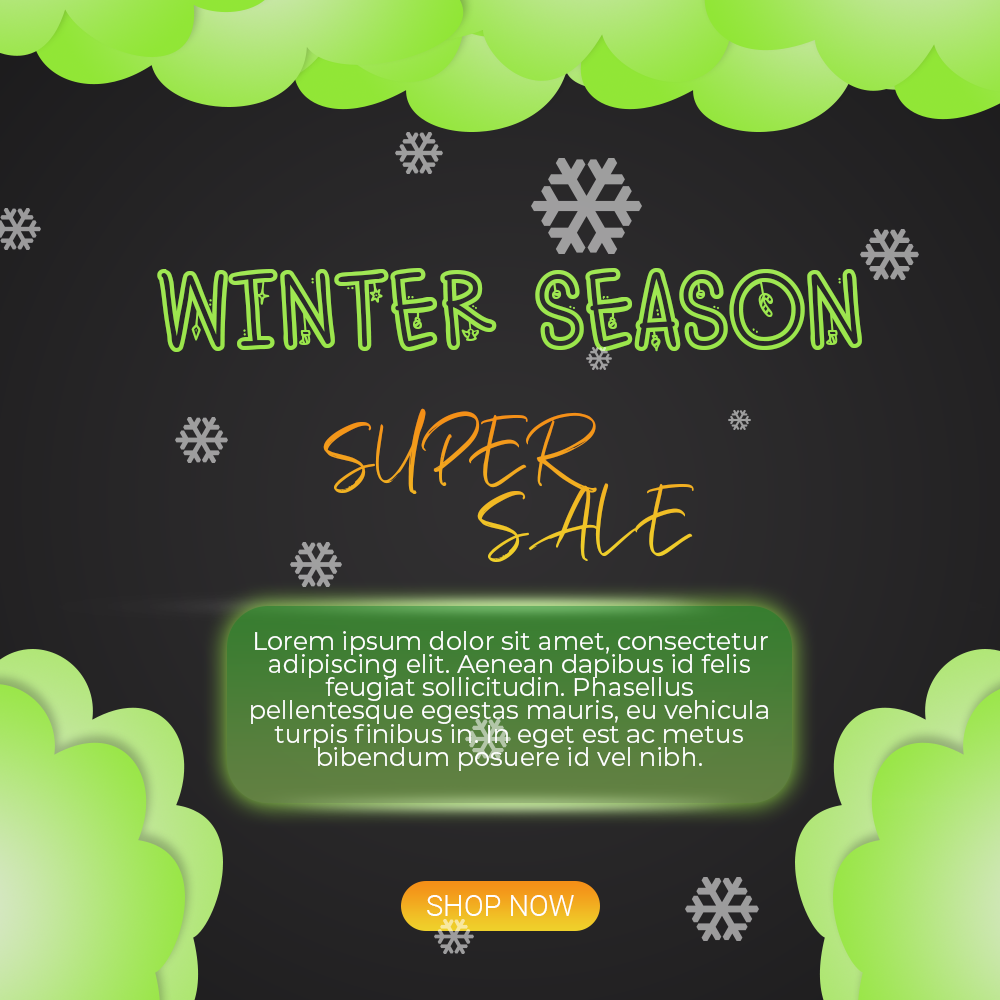 WINTER SEASON
SUPER
SALE
Lorem ipsum dolor sit amet, consectetur
adipiscing elit. Aenean dapibus id felis
feugiat sollicitudin. Phasellus
pellentesque egestas mauris, eu vehicula
turpis finibus in. In eget est ac metus
bibendum posuere id vel nibh.
SHOP NOW